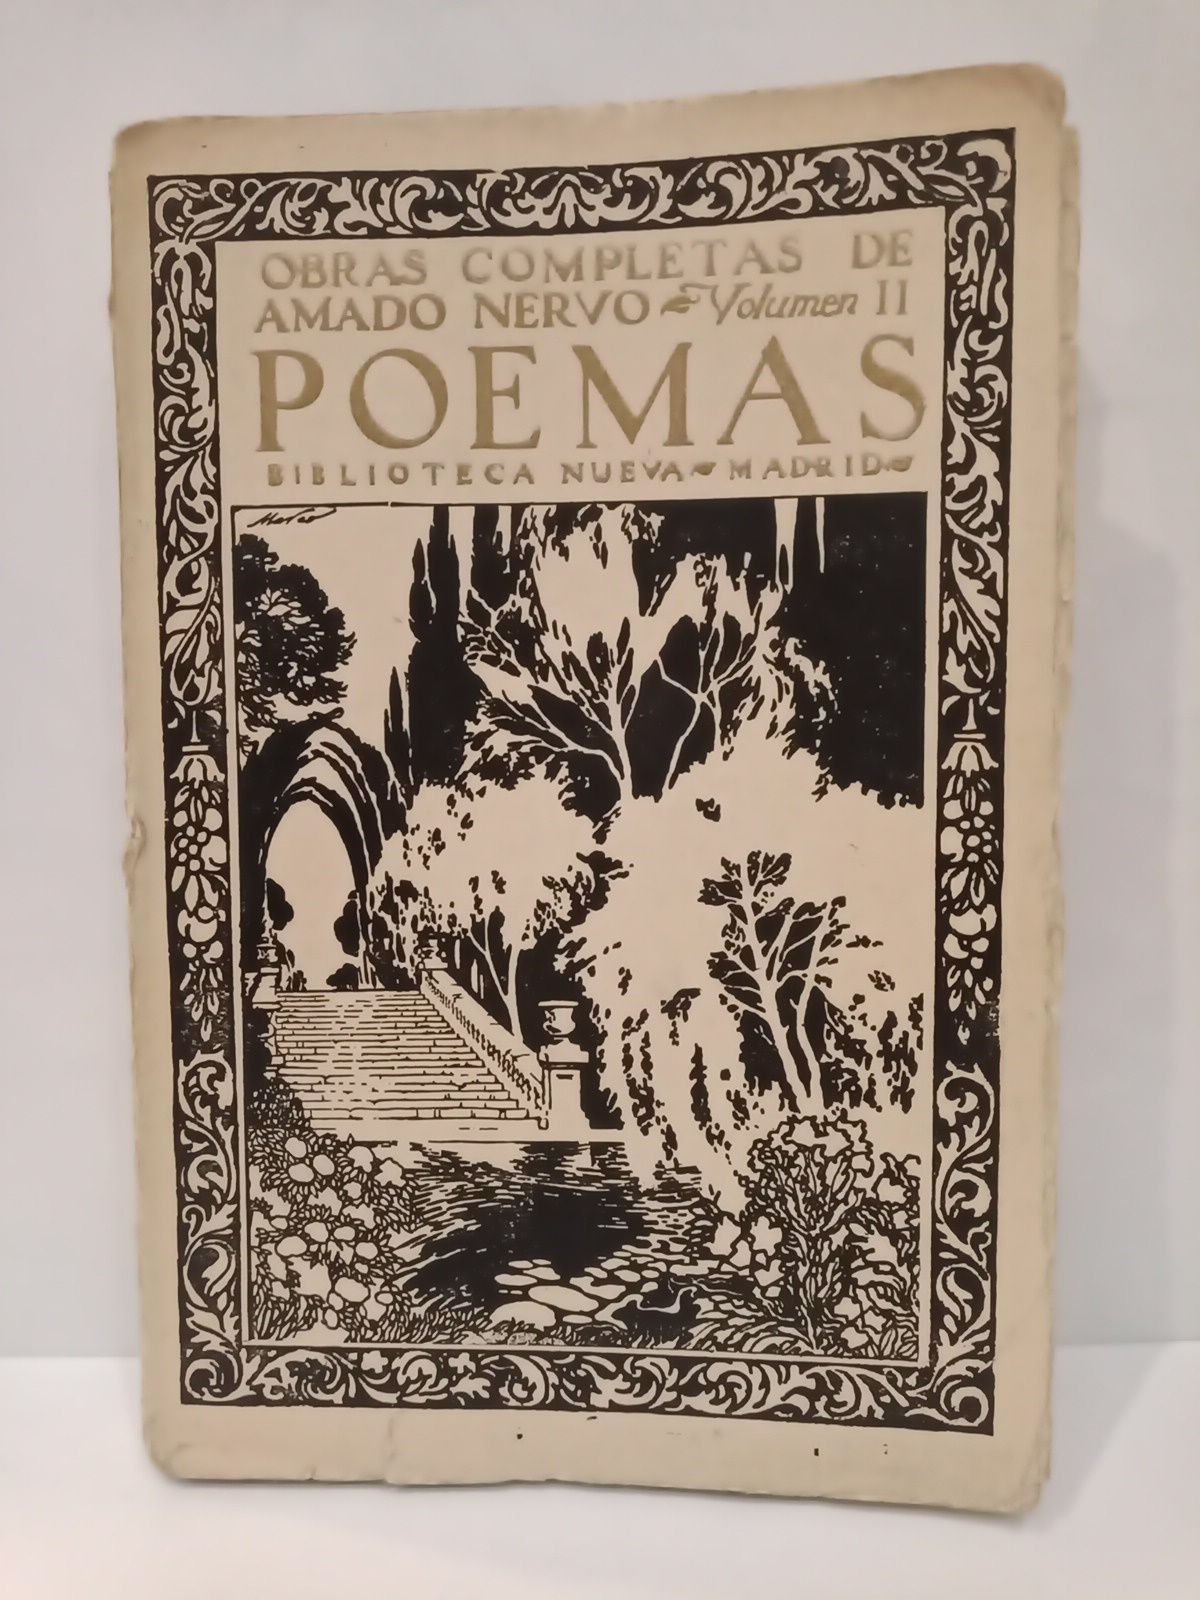 OBRAS COMPLETAS DE
AMADO NERVO Volumen II
POEMAS
BIBLIOTECA NUEVA MADRID